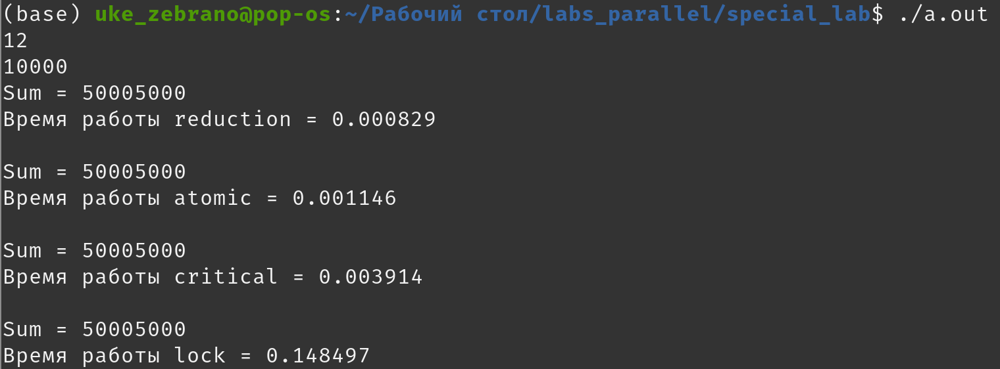 (base) uke_zebrano@pop-os:~/Рабочий стол/labs_parallel/special_lab$ ./a.out
12
10000
Sum = 50005000
Время работы reduction = 0.000829
Sum = 50005000
Время работы atomic = 0.001146
Sum = 50005000
Время работы critical = 0.003914
Sum = 50005000
Время работы lock = 0.148497